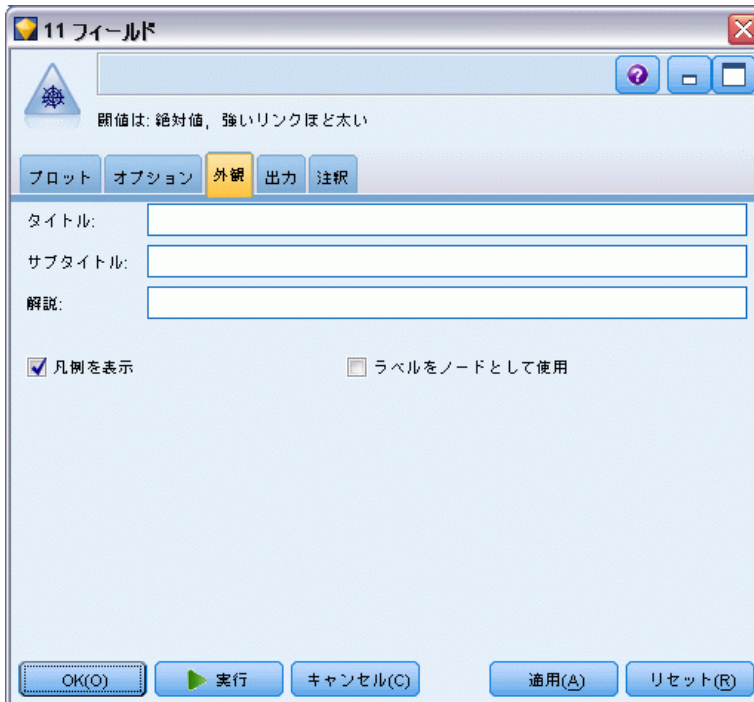 11 フィールド
閾値は: 絶対値, 強いリンクほど太い
プロット オプション 外観 出力 注釈
タイトル:
サブタイトル:
解説:
凡例を表示 ラベルをノードとして使用
OK(O) 実行 キャンセル(C) 適用(A) リセット(R)